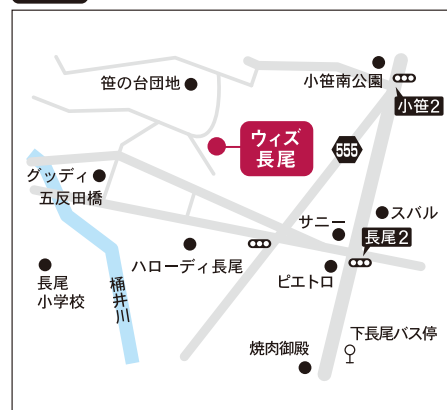 笹の台団地
小笹南公園
小笹2
ウィズ
長尾
555
グッディ
五反田橋
スバル
サニー
長尾2
ハローディ長尾
ピエトロ
長尾
小学校
樋井川
下長尾バス停
焼肉御殿